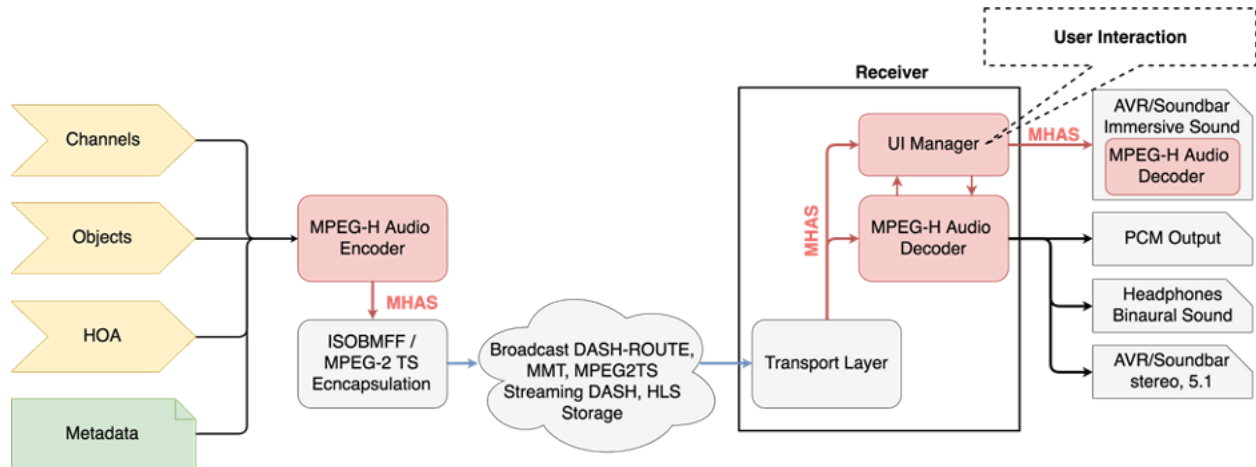 User Interaction
Receiver
Channels
Objects
HOA
Metadata
MPEG-H Audio
Encoder
MHAS
ISOBMFF /
MPEG-2 TS
Ecncapsulation
Broadcast DASH-ROUTE,
MMT, MPEG2TS
Streaming DASH, HLS
Storage
Transport Layer
MHAS
UI Manager
MPEG-H Audio
Decoder
MHAS
AVR/Soundbar
Immersive Sound
MPEG-H Audio
Decoder
PCM Output
Headphones
Binaural Sound
AVR/Soundbar
stereo, 5.1